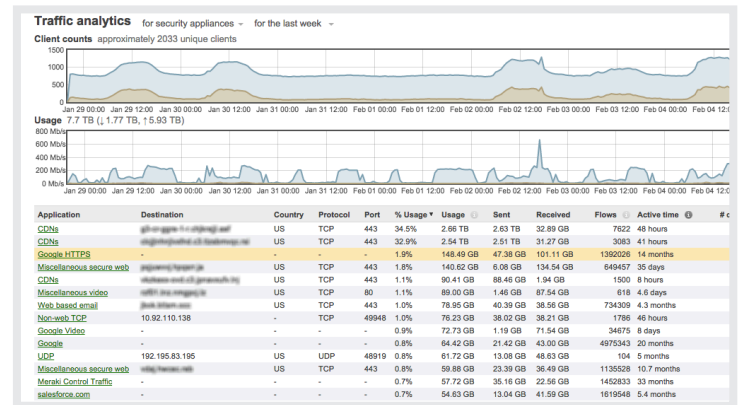 Traffic analytics for security appliances for the last week
Client counts approximately 2033 unique clients
1500
1000
500
0
Jan 29 00:00 Jan 29 12:00 Jan 30 00:00 Jan 30 12:00 Jan 31 00:00 Jan 31 12:00 Feb 01 00:00 Feb 01 12:00 Feb 02 00:00 Feb 02 12:00 Feb 03 00:00 Feb 03 12:00 Feb 04 00:00 Feb 04 12:
Usage 7.7 TB (↓1.77 TB, ↑5.93 TB)
800 Mb/s
600 Mb/s
400 Mb/s
200 Mb/s
0 Mb/s
Jan 29 00:00 Jan 29 12:00 Jan 30 00:00 Jan 30 12:00 Jan 31 00:00 Jan 31 12:00 Feb 01 00:00 Feb 01 12:00 Feb 02 00:00 Feb 02 12:00 Feb 03 00:00 Feb 03 12:00 Feb 04 00:00 Feb 04 12:
Application Destination Country Protocol Port % Usage ▼ Usage Sent Received Flows Active time # c
CDNs US TCP 443 34.5% 2.66 TB 2.63 TB 32.89 GB 7622 48 hours
CDNs US TCP 443 32.9% 2.54 TB 2.51 TB 31.27 GB 3083 41 hours
Google HTTPS - - - 1.9% 148.49 GB 47.38 GB 101.11 GB 1392026 14 months
Miscellaneous secure web US TCP 443 1.8% 140.62 GB 6.08 GB 134.54 GB 649457 35 days
CDNs US TCP 443 1.1% 90.41 GB 88.46 GB 1.94 GB 1500 8 hours
Miscellaneous video US TCP 80 1.1% 89.00 GB 1.46 GB 87.54 GB 618 4.6 days
Web based email US TCP 443 1.0% 78.95 GB 40.39 GB 38.56 GB 734309 4.3 months
Non-web TCP 10.92.110.138 - TCP 49948 1.0% 76.23 GB 38.02 GB 38.21 GB 1786 46 hours
Google Video - - - 0.9% 72.73 GB 1.19 GB 71.54 GB 34675 8 days
Google - - - 0.8% 64.42 GB 21.42 GB 43.00 GB 4975343 20 months
UDP 192.195.83.195 US UDP 48919 0.8% 61.72 GB 13.08 GB 48.63 GB 104 5 months
Miscellaneous secure web US TCP 443 0.8% 59.88 GB 23.39 GB 36.49 GB 1135528 10.7 months
Meraki Control Traffic - - - 0.7% 57.72 GB 35.16 GB 22.56 GB 1452833 33 months
salesforce.com - - - 0.7% 54.63 GB 13.04 GB 41.59 GB 1619548 5.4 months